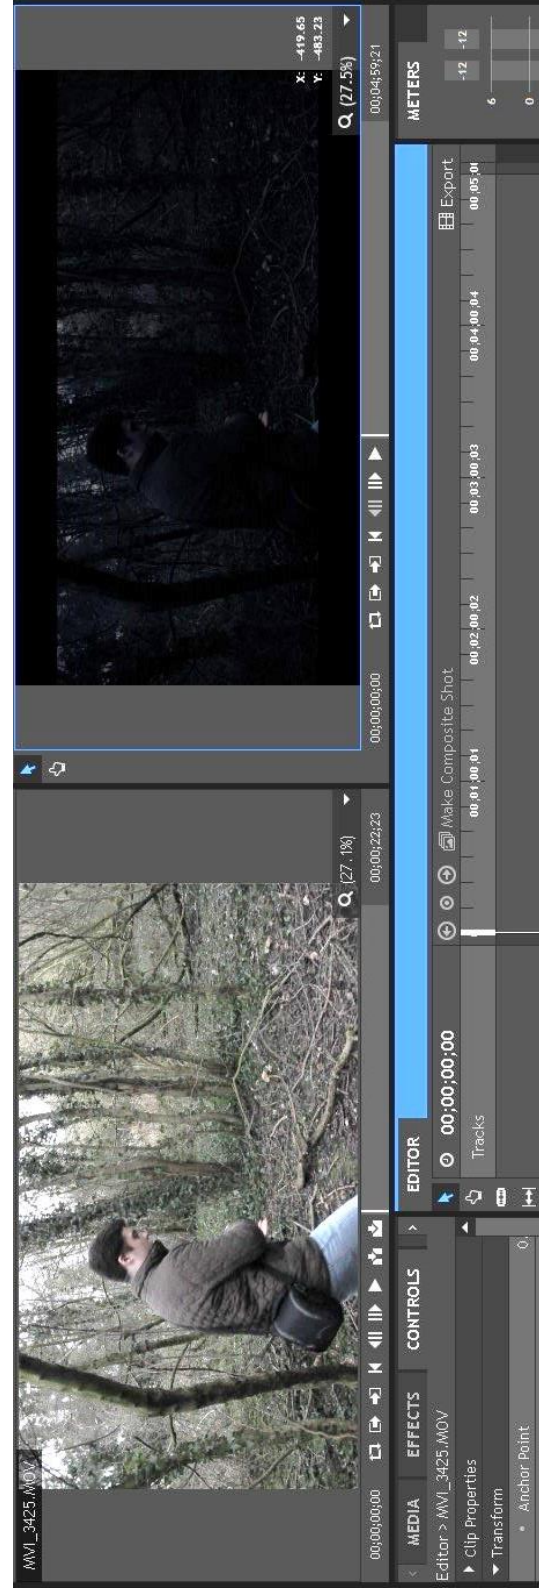 MVI_3425.MOV
(27.1%)
00;00;00;00
00;00;22;23
X: -419.65
Y: -483.23
(27.5%)
00;00;00;00
00;04;59;21
MEDIA EFFECTS CONTROLS
Editor > MVI_3425.MOV
Clip Properties
Transform
Anchor Point
EDITOR
00;00;00;00
Make Composite Shot
Export
Tracks
00;01;00;01 00;02;00;02 00;03;00;03 00;04;00;04
METERS
-12 -12
6
0